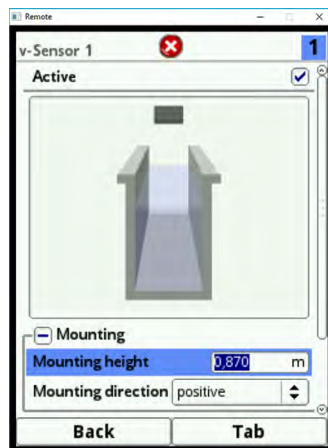 Remote
v-Sensor 1
1
Active
Mounting
Mounting height 0,870 m
Mounting direction positive
Back Tab